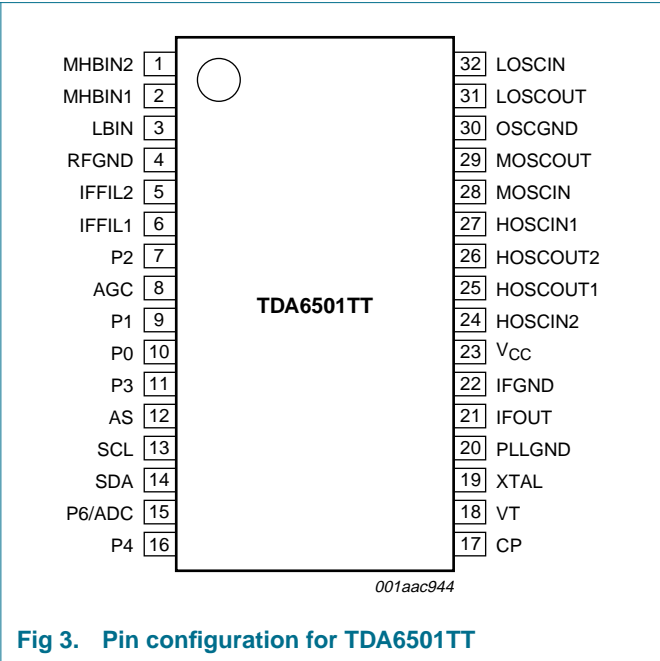 MHBIN2 1
MHBIN1 2
LBIN 3
RFGND 4
IFFIL2 5
IFFIL1 6
P2 7
AGC 8
P1 9
P0 10
P3 11
AS 12
SCL 13
SDA 14
P6/ADC 15
P4 16
TDA6501TT
32 LOSCIN
31 LOSCOUT
30 OSCGND
29 MOSCOUT
28 MOSCIN
27 HOSCIN1
26 HOSCOUT2
25 HOSCOUT1
24 HOSCIN2
23 VCC
22 IFGND
21 IFOUT
20 PLLGND
19 XTAL
18 VT
17 CP
001aac944
Fig 3. Pin configuration for TDA6501TT